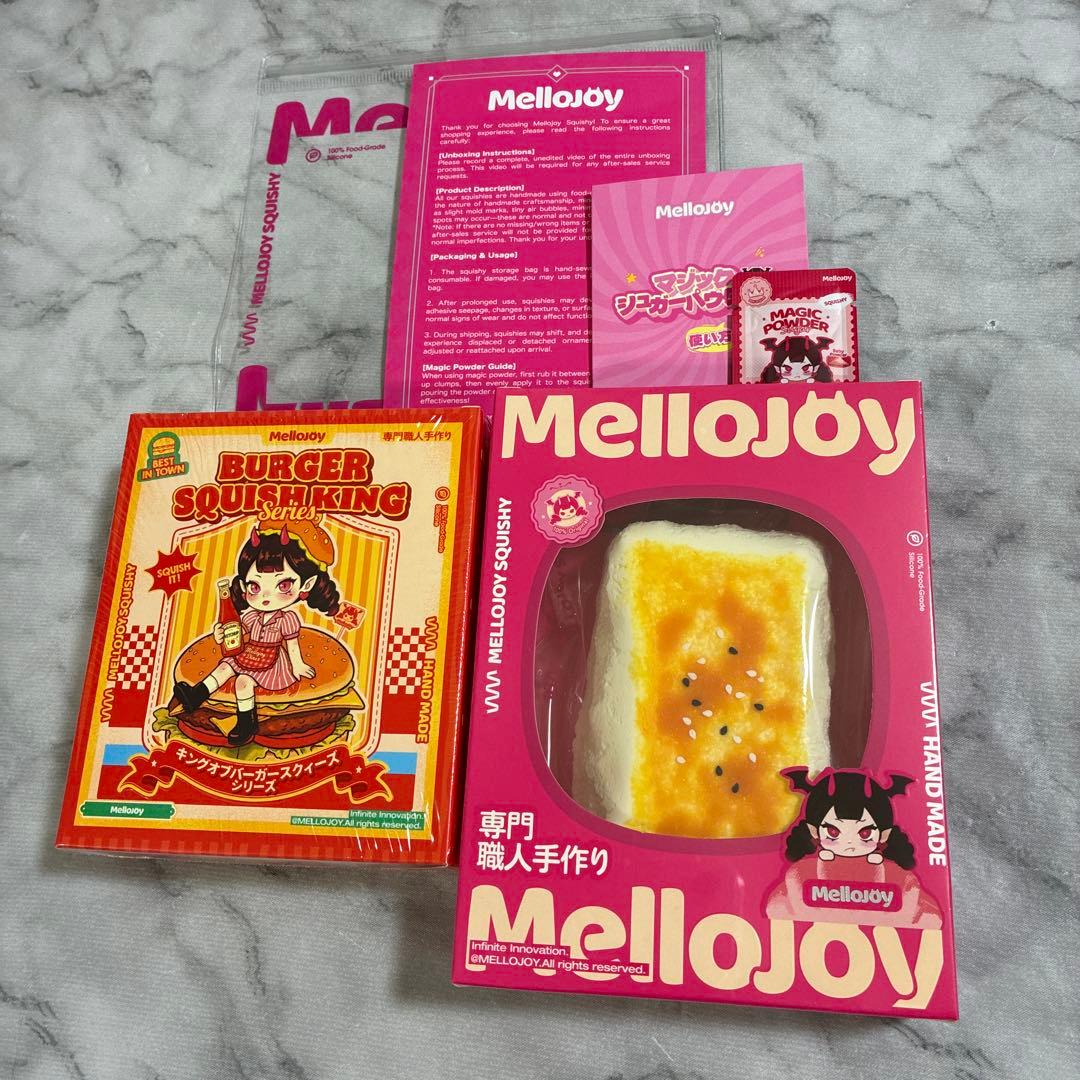 Me
100% Food-Grade
Silicone
MELLOJOY SQUISHY
MelloJoy
Thank you for choosing Mellojoy Squishy! To ensure a great
shopping experience, please read the following instructions
carefully:
[Unboxing Instructions]
Please record a complete, unedited video of the entire unboxing
process. This video will be required for any after-sales service
requests.
[Product Description]
All our squishies are handmade using food-
the nature of handmade craftsmanship,
as slight mold marks, tiny air bubbles,
spots may occur—these are normal and not
*Note: If there are no missing/wrong items
after-sales service will not be provided
normal imperfections. Thank you for your
[Packaging & Usage]
1. The squishy storage bag is hand-
consumable. If damaged, you may use the
bag.
2. After prolonged use, squishies may
adhesive seepage, changes in texture, or
normal signs of wear and do not affect
3. During shipping, squishies may shift, and
experience displaced or detached
adjusted or reattached upon arrival.
[Magic Powder Guide]
When using magic powder, first rub it between
up clumps, then evenly apply it to the
pouring the powder
effectiveness!
MelloJoy
マジック
シュガーパウ
使い方
MelloJoy
SQUISHY
MAGIC
POWDER
MelloJoy
専門職人手作り
BEST
IN TOWN
BURGER
SQUISH KING
Series
100% Food-Grade
Silicone
SQUISH
IT!
KETCHUP
MELLOJOY SQUISHY
HAND MADE
キングオブバーガースクィーズ
シリーズ
MelloJoy
Infinite Innovation.
@MELLOJOY.All rights reserved.
MelloJoy
100% Original
MELLOJOY SQUISHY
100% Food-Grade
Silicone
HAND MADE
専門
職人手作り
MelloJoy
MelloJoy
Infinite Innovation.
@MELLOJOY.All rights reserved.